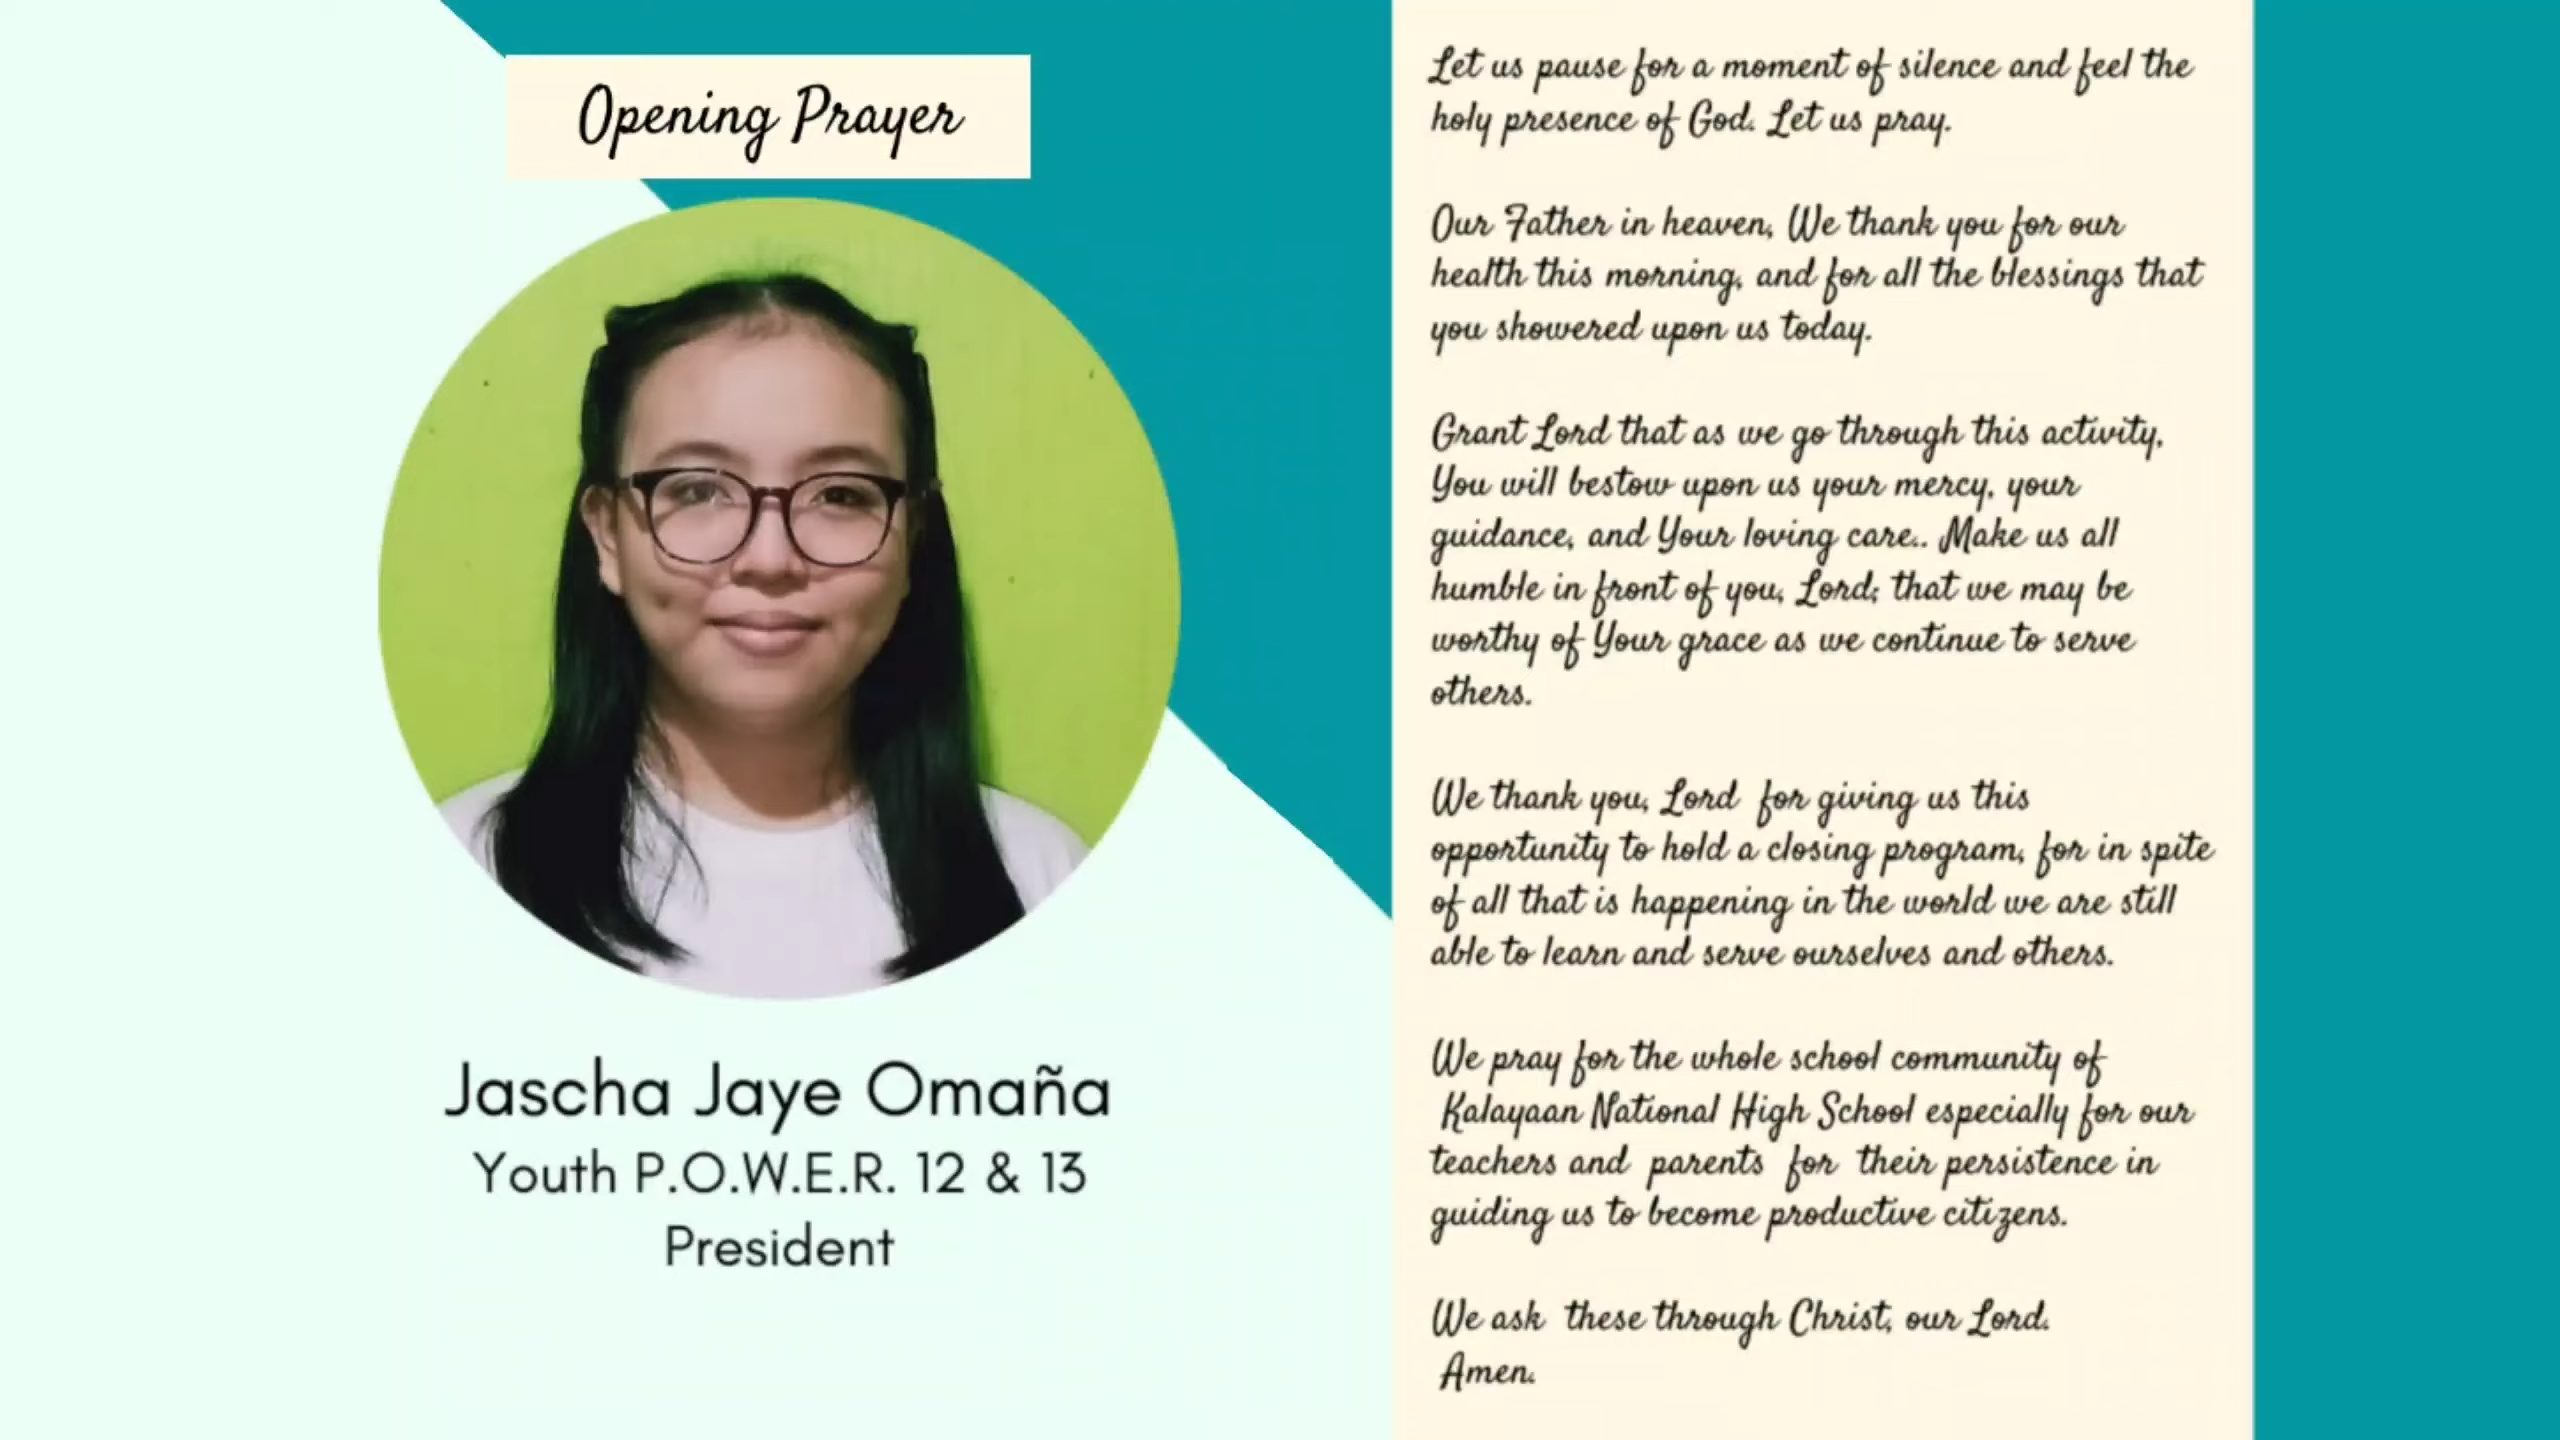 Opening Prayer
Jascha Jaye Omaña
Youth P.O.W.E.R. 12 & 13
President
Let us pause for a moment of silence and feel the
holy presence of God. Let us pray.
Our Father in heaven, We thank you for our
health this morning, and for all the blessings that
you showered upon us today.
Grant Lord that as we go through this activity,
You will bestow upon us your mercy, your
guidance, and Your loving care.. Make us all
humble in front of you, Lord; that we may be
worthy of Your grace as we continue to serve
others.
We thank you, Lord for giving us this
opportunity to hold a closing program, for in spite
of all that is happening in the world we are still
able to learn and serve ourselves and others.
We pray for the whole school community of
Kalayaan National High School especially for our
teachers and parents for their persistence in
guiding us to become productive citizens.
We ask these through Christ, our Lord.
Amen.